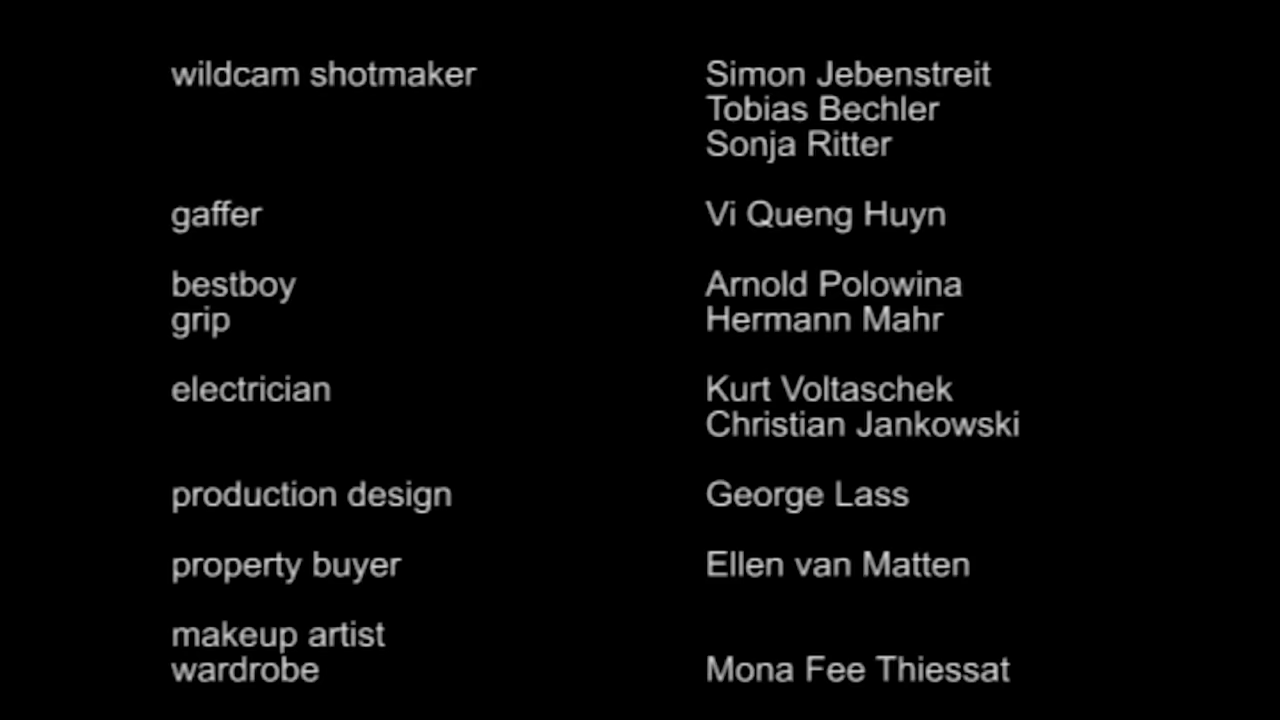 wildcam shotmaker Simon Jebenstreit
Tobias Bechler
Sonja Ritter
gaffer Vi Queng Huyn
bestboy Arnold Polowina
grip Hermann Mahr
electrician Kurt Voltaschek
Christian Jankowski
production design George Lass
property buyer Ellen van Matten
makeup artist
wardrobe Mona Fee Thiessat